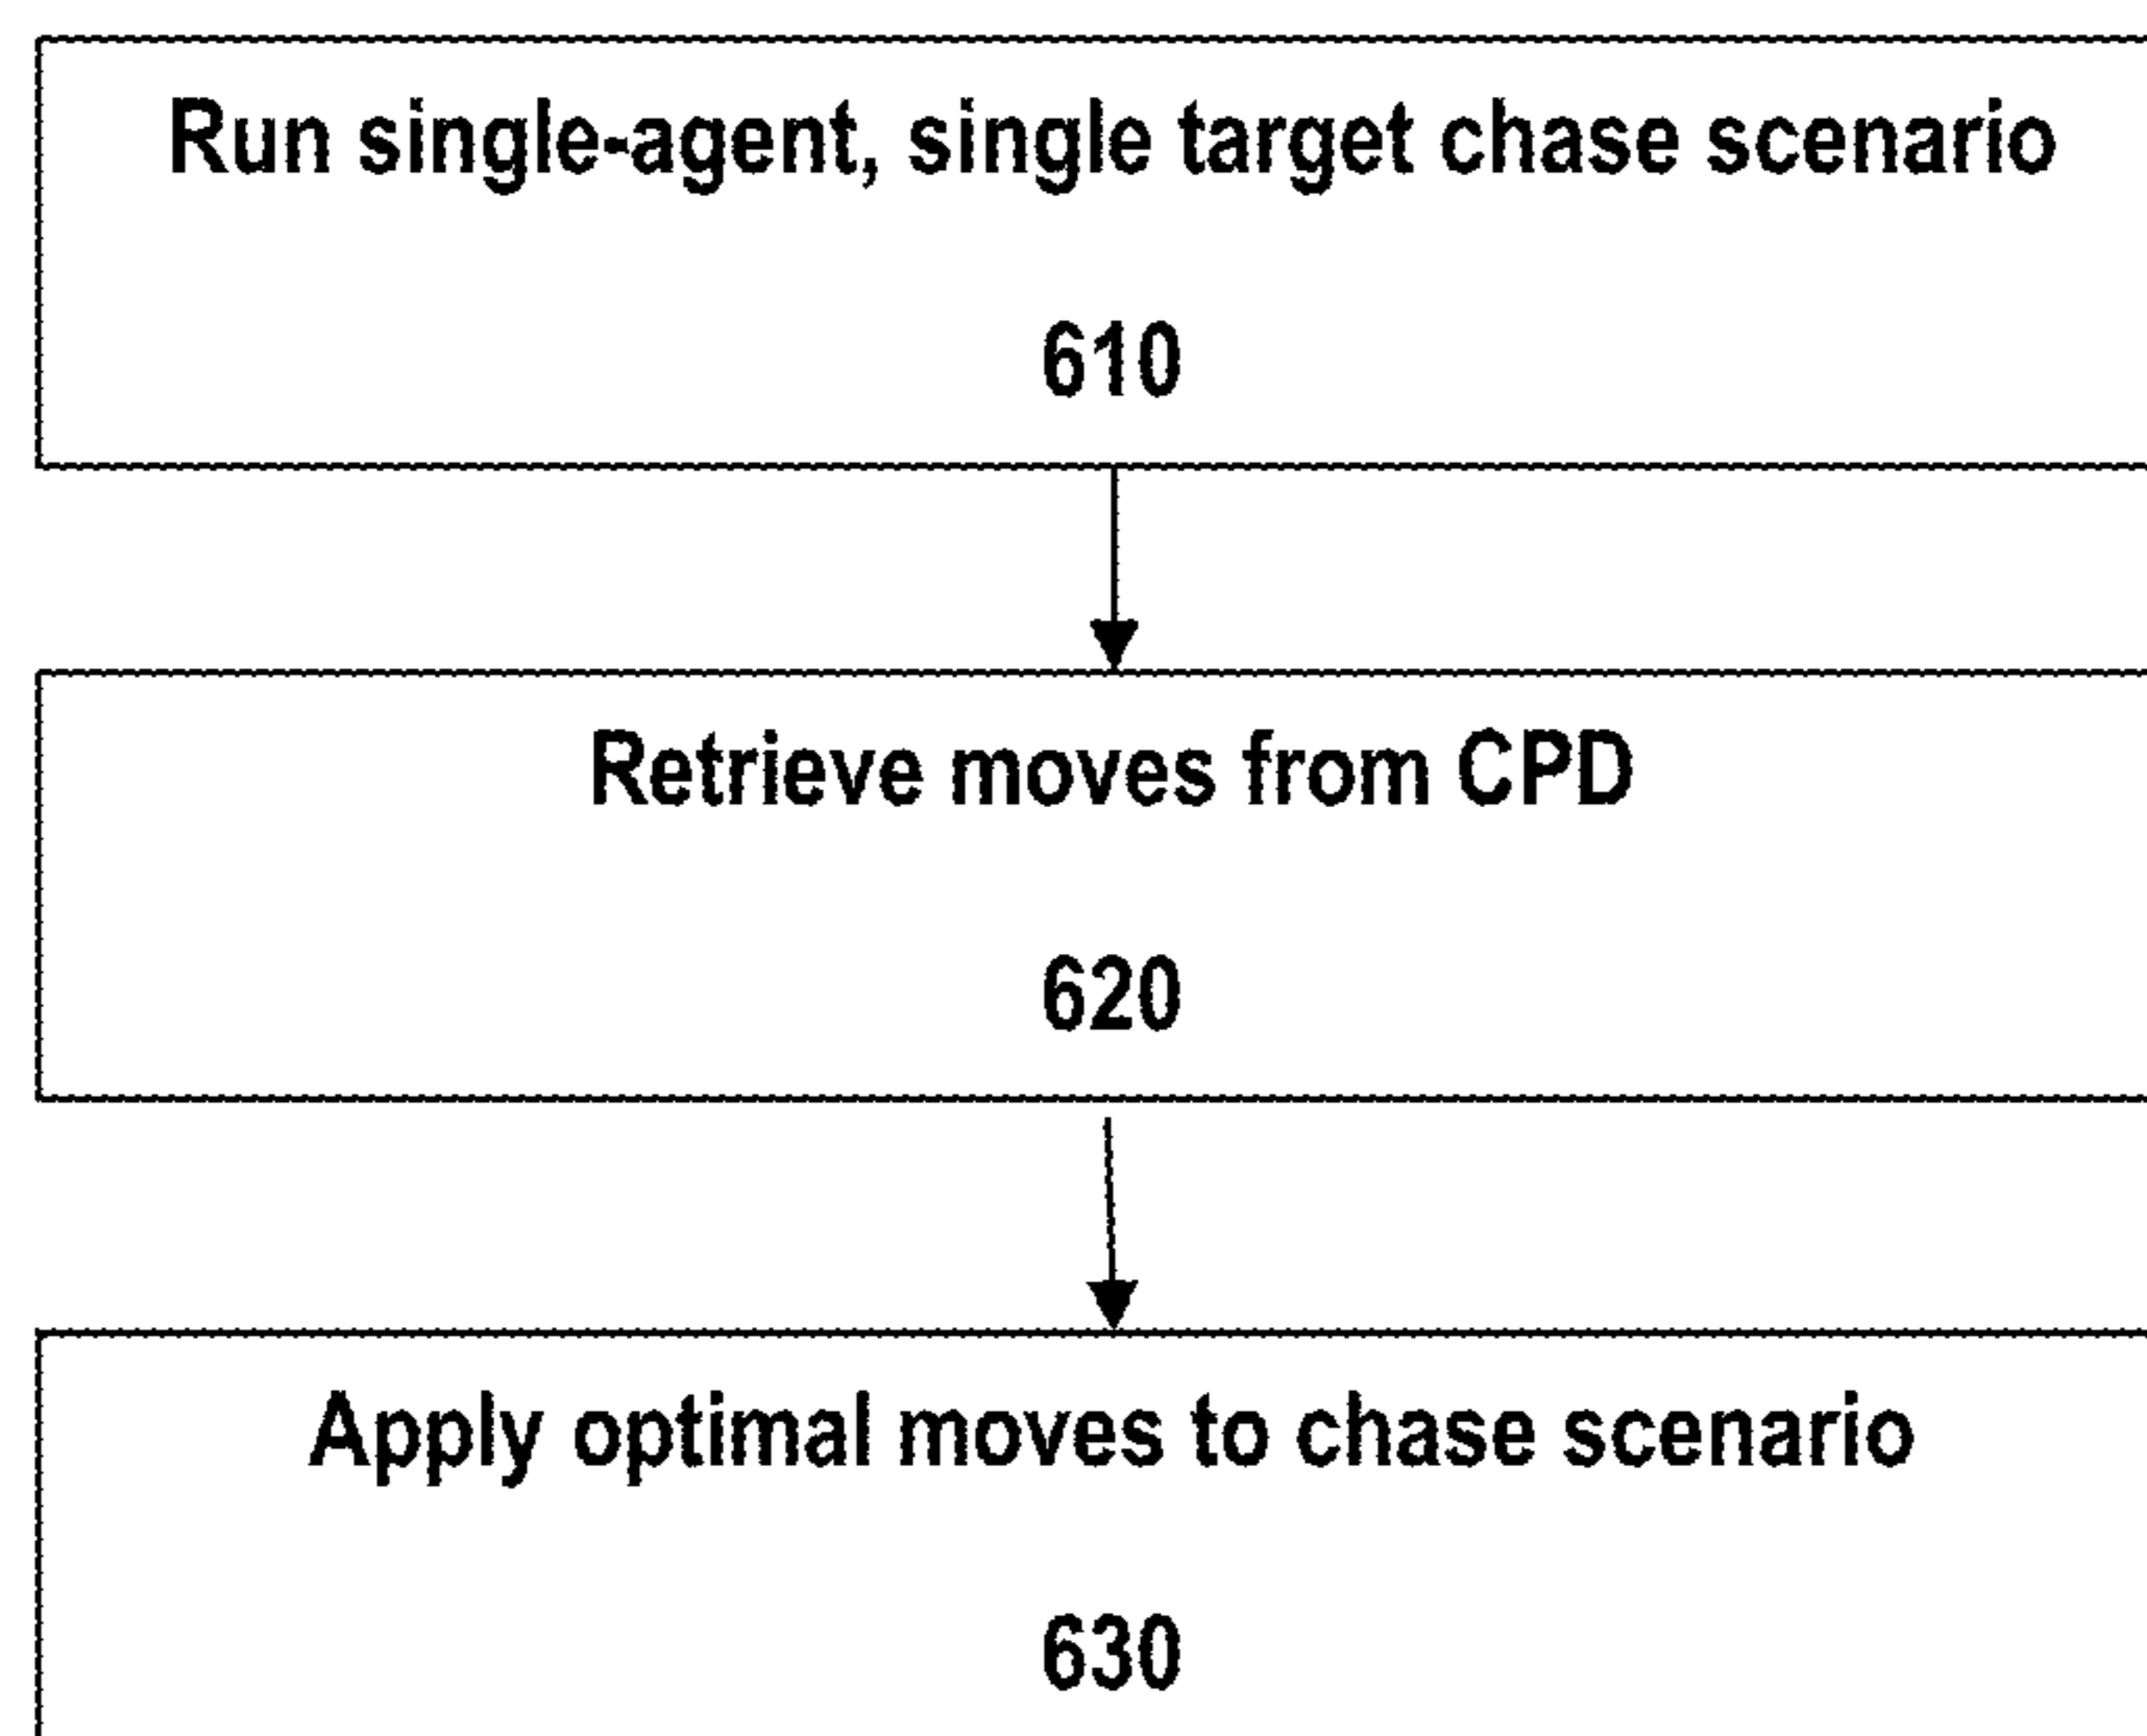 Run single-agent, single target chase scenario
610
Retrieve moves from CPD
620
Apply optimal moves to chase scenario
630